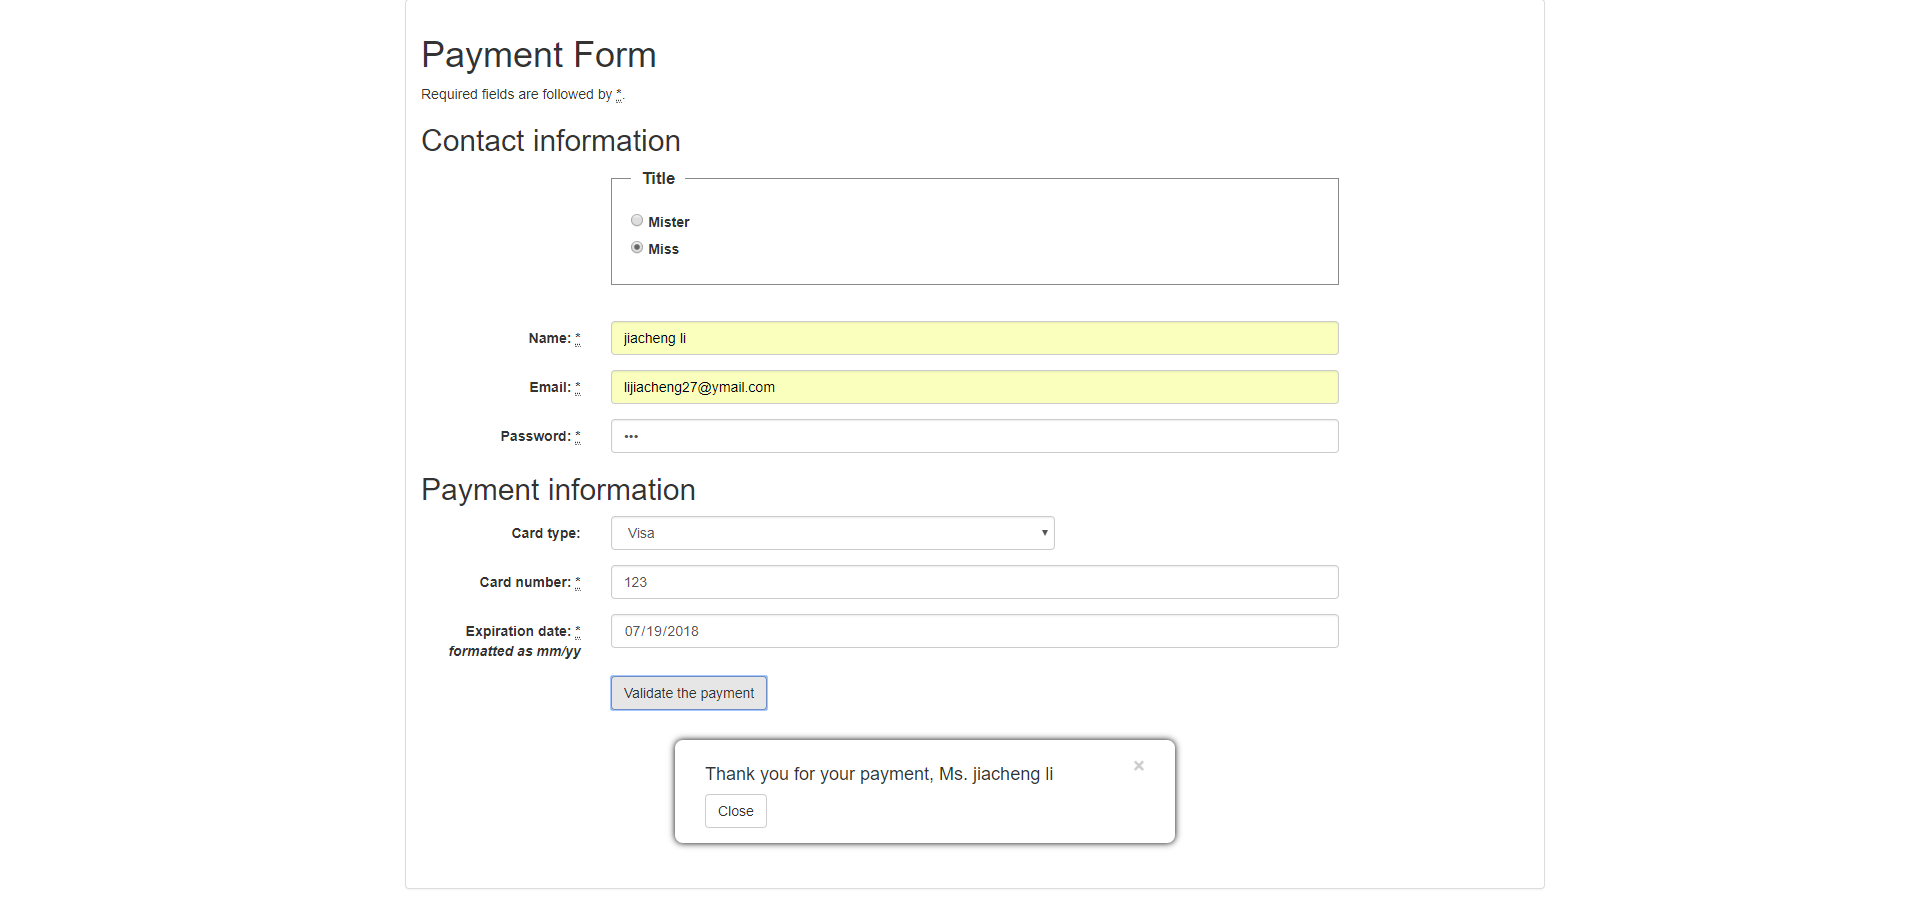 Payment Form
Required fields are followed by *.
Contact information
Title
Mister
Miss
Name: *
jiacheng li
Email: *
lijiacheng27@ymail.com
Password: *
•••
Payment information
Card type:
Visa
Card number: *
123
Expiration date: *
07/19/2018
formatted as mm/yy
Validate the payment
Thank you for your payment, Ms. jiacheng li
×
Close